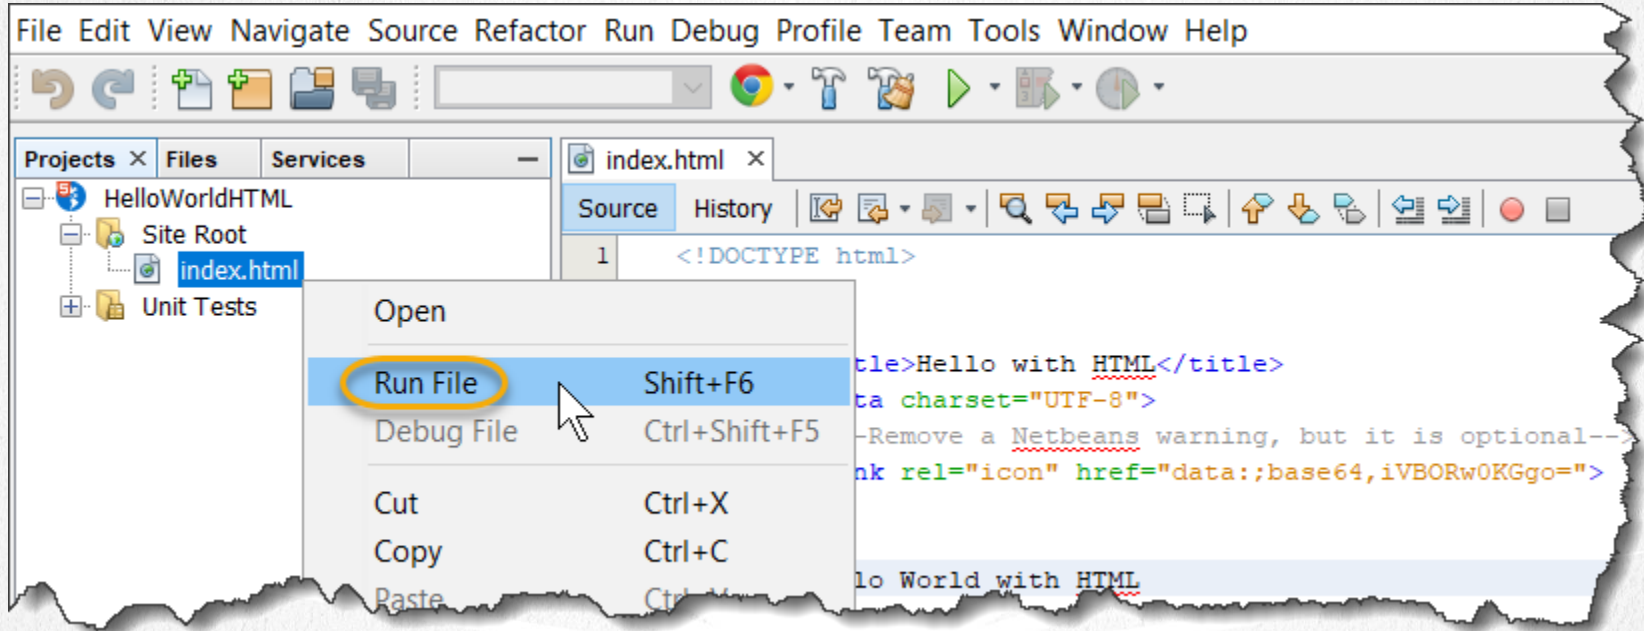 File Edit View Navigate Source Refactor Run Debug Profile Team Tools Window Help
Projects Files Services
HelloWorldHTML
Site Root
index.html
Unit Tests
index.html
Source History
1 <!DOCTYPE html>
tle>Hello with HTML</title>
ta charset="UTF-8">
-Remove a Netbeans warning, but it is optional--
nk rel="icon" href="data:;base64,iVBORw0KGgo=">
lo World with HTML
Open
Run File Shift+F6
Debug File Ctrl+Shift+F5
Cut Ctrl+X
Copy Ctrl+C
Paste